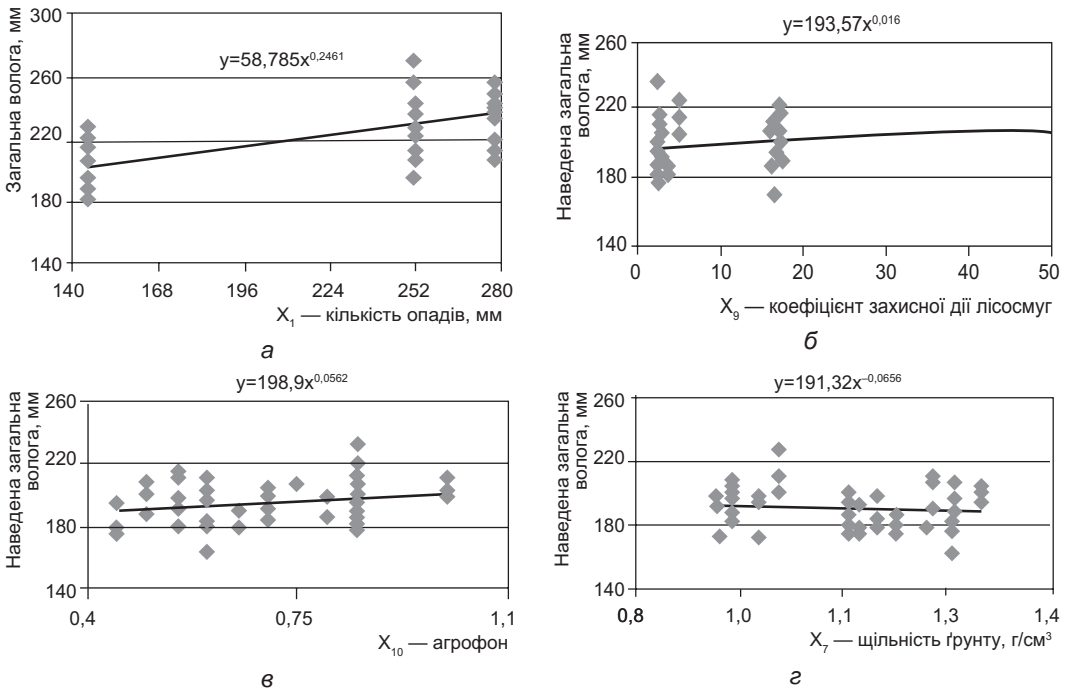 Загальна волога, мм
300
260
220
180
140
y=58,785x^0,2461
140 168 196 224 252 280
X₁ — кількість опадів, мм
а
y=193,57x^0,016
Наведена загальна
волога, мм
260
220
180
140
0 10 20 30 40 50
X₉ — коефіцієнт захисної дії лісосмуг
б
y=198,9x^0,0562
Наведена загальна
волога, мм
260
220
180
140
0,4 0,75 1,1
X₁₀ — агрофон
в
y=191,32x^–0,0656
Наведена загальна
волога, мм
260
220
180
140
0,8 1,0 1,1 1,3 1,4
X₇ — щільність ґрунту, г/см³
г